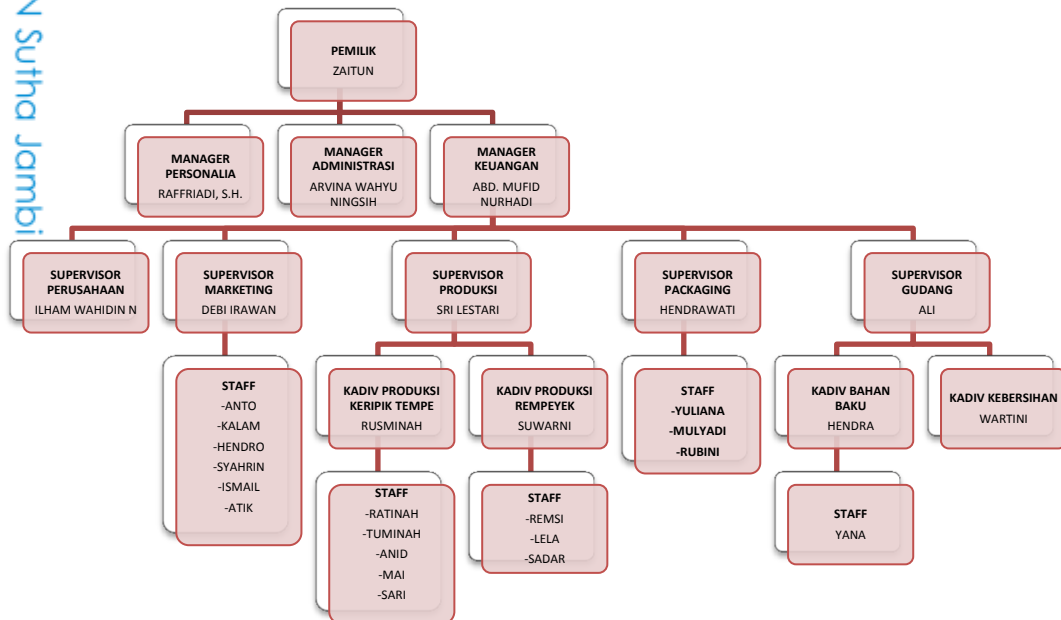 N Sutha Jambi
PEMILIK
ZAITUN
MANAGER
PERSONALIA
RAFFRIADI, S.H.
MANAGER
ADMINISTRASI
ARVINA WAHYU
NINGSIH
MANAGER
KEUANGAN
ABD. MUFID
NURHADI
SUPERVISOR
PERUSAHAAN
ILHAM WAHIDIN N
SUPERVISOR
MARKETING
DEBI IRAWAN
SUPERVISOR
PRODUKSI
SRI LESTARI
SUPERVISOR
PACKAGING
HENDRAWATI
SUPERVISOR
GUDANG
ALI
STAFF
-ANTO
-KALAM
-HENDRO
-SYAHRIN
-ISMAIL
-ATIK
KADIV PRODUKSI
KERIPIK TEMPE
RUSMINAH
KADIV PRODUKSI
REMPEYEK
SUWARNI
STAFF
-YULIANA
-MULYADI
-RUBINI
KADIV BAHAN
BAKU
HENDRA
KADIV KEBERSIHAN
WARTINI
STAFF
-RATINAH
-TUMINAH
-ANID
-MAI
-SARI
STAFF
-REMSI
-LELA
-SADAR
STAFF
YANA